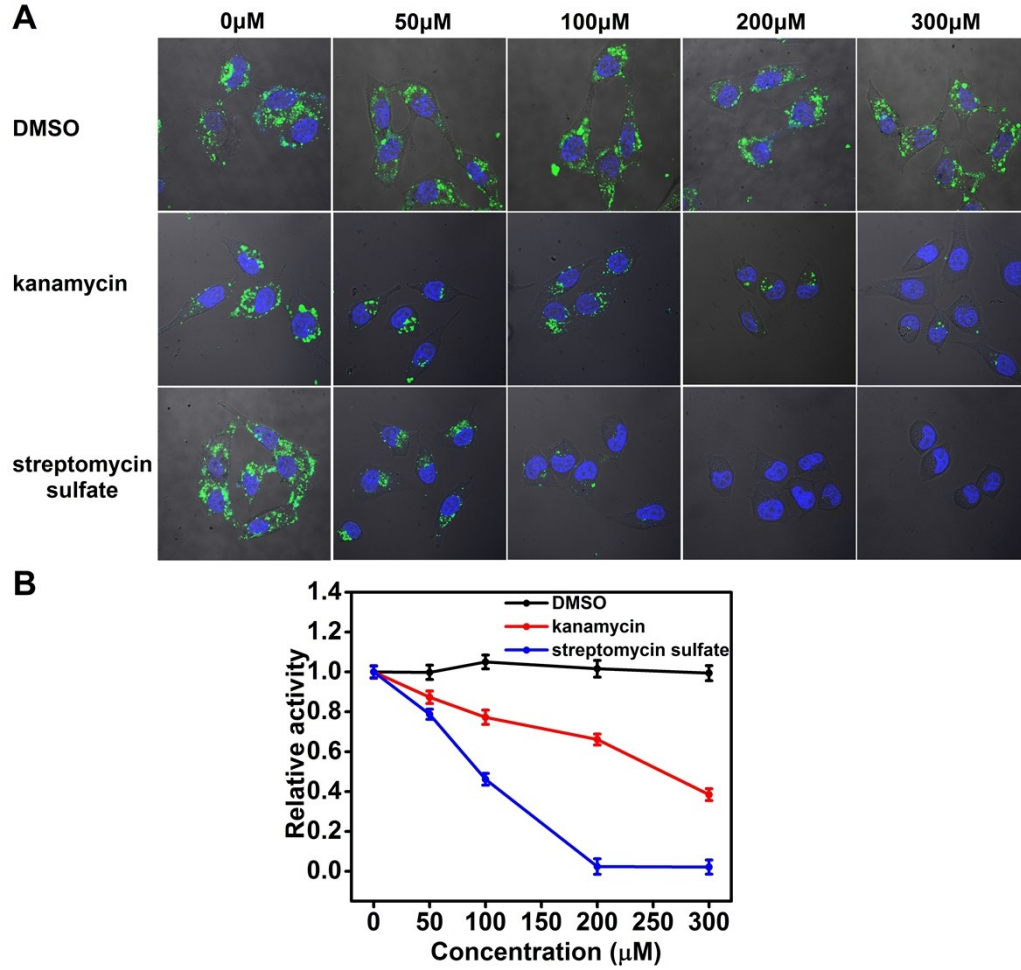 A
0μM 50μM 100μM 200μM 300μM
DMSO
kanamycin
streptomycin
sulfate
B
1.4
1.2
1.0
0.8
0.6
0.4
0.2
0.0
Relative activity
DMSO
kanamycin
streptomycin sulfate
0 50 100 150 200 250 300
Concentration (μM)